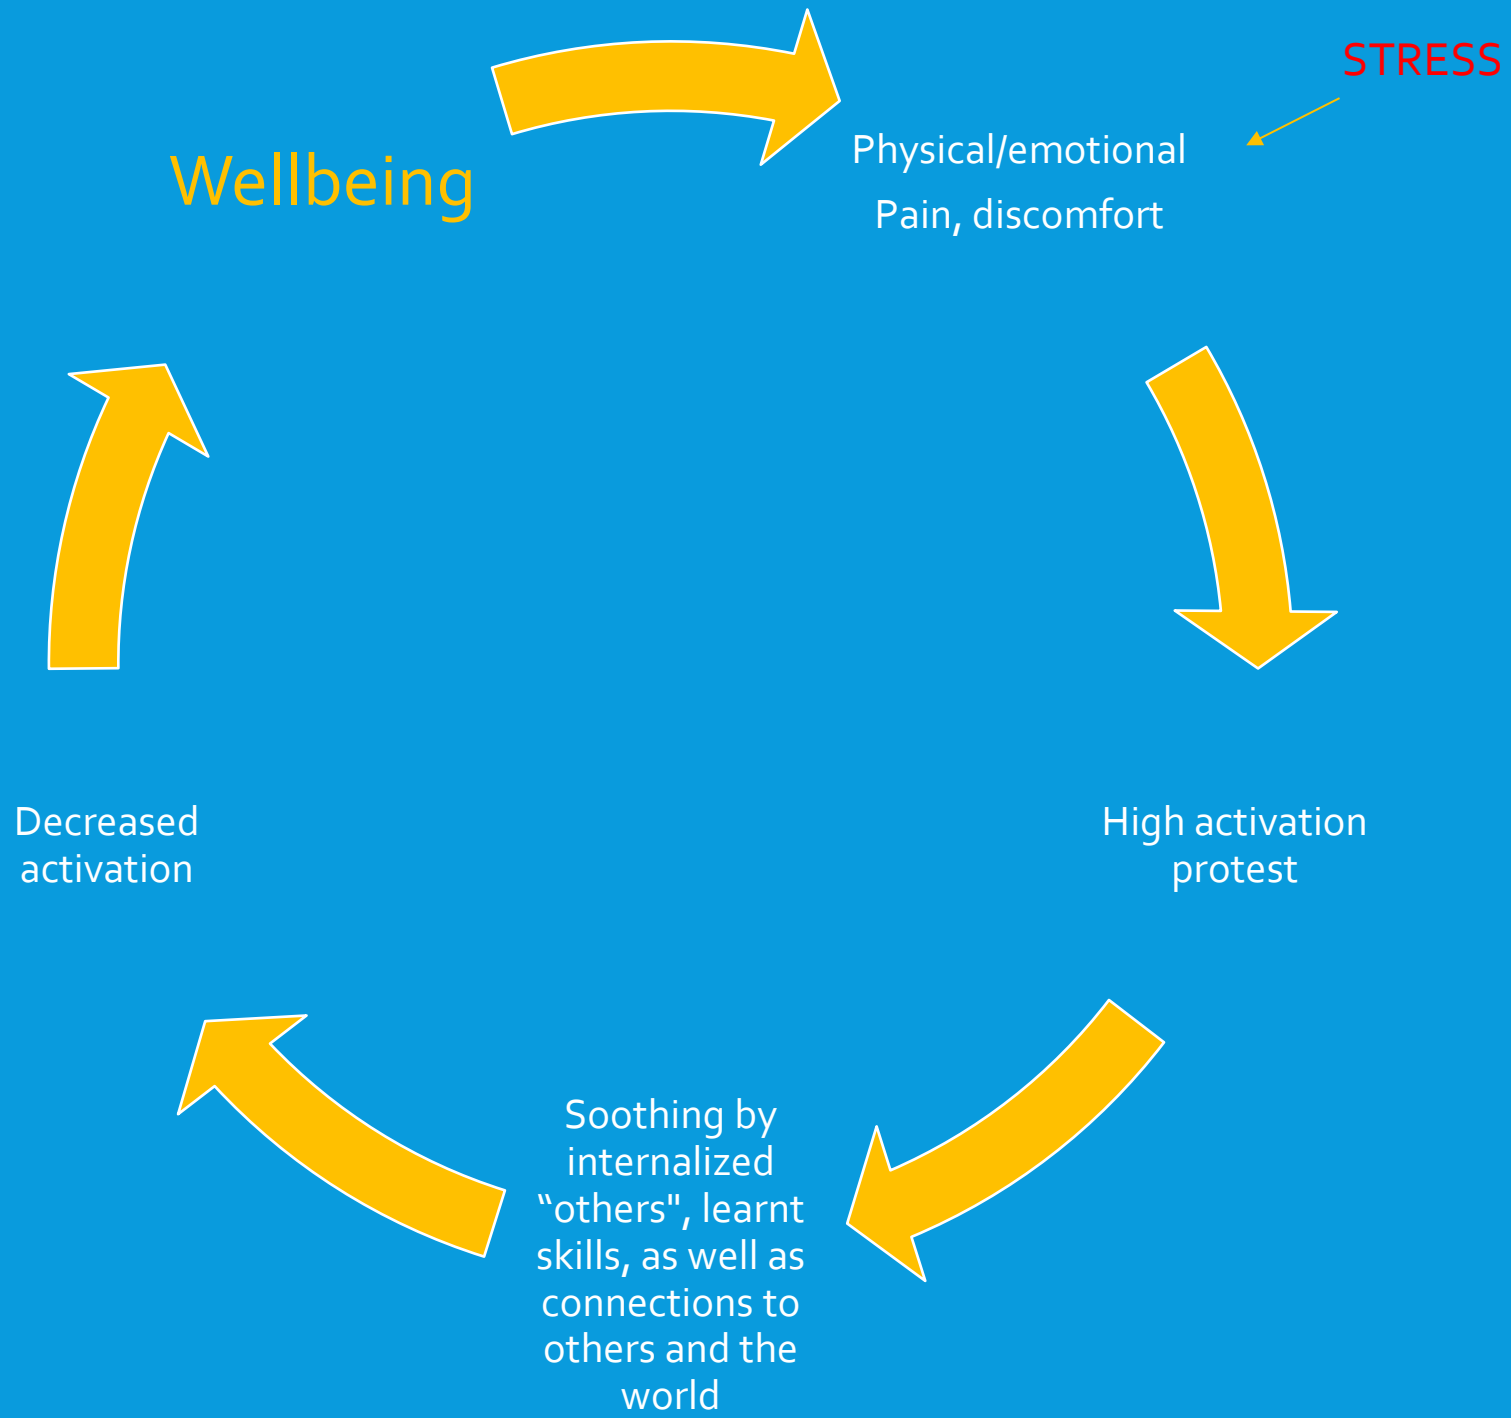 STRESS
Wellbeing
Physical/emotional
Pain, discomfort
High activation
protest
Soothing by
internalized
“others", learnt
skills, as well as
connections to
others and the
world
Decreased
activation